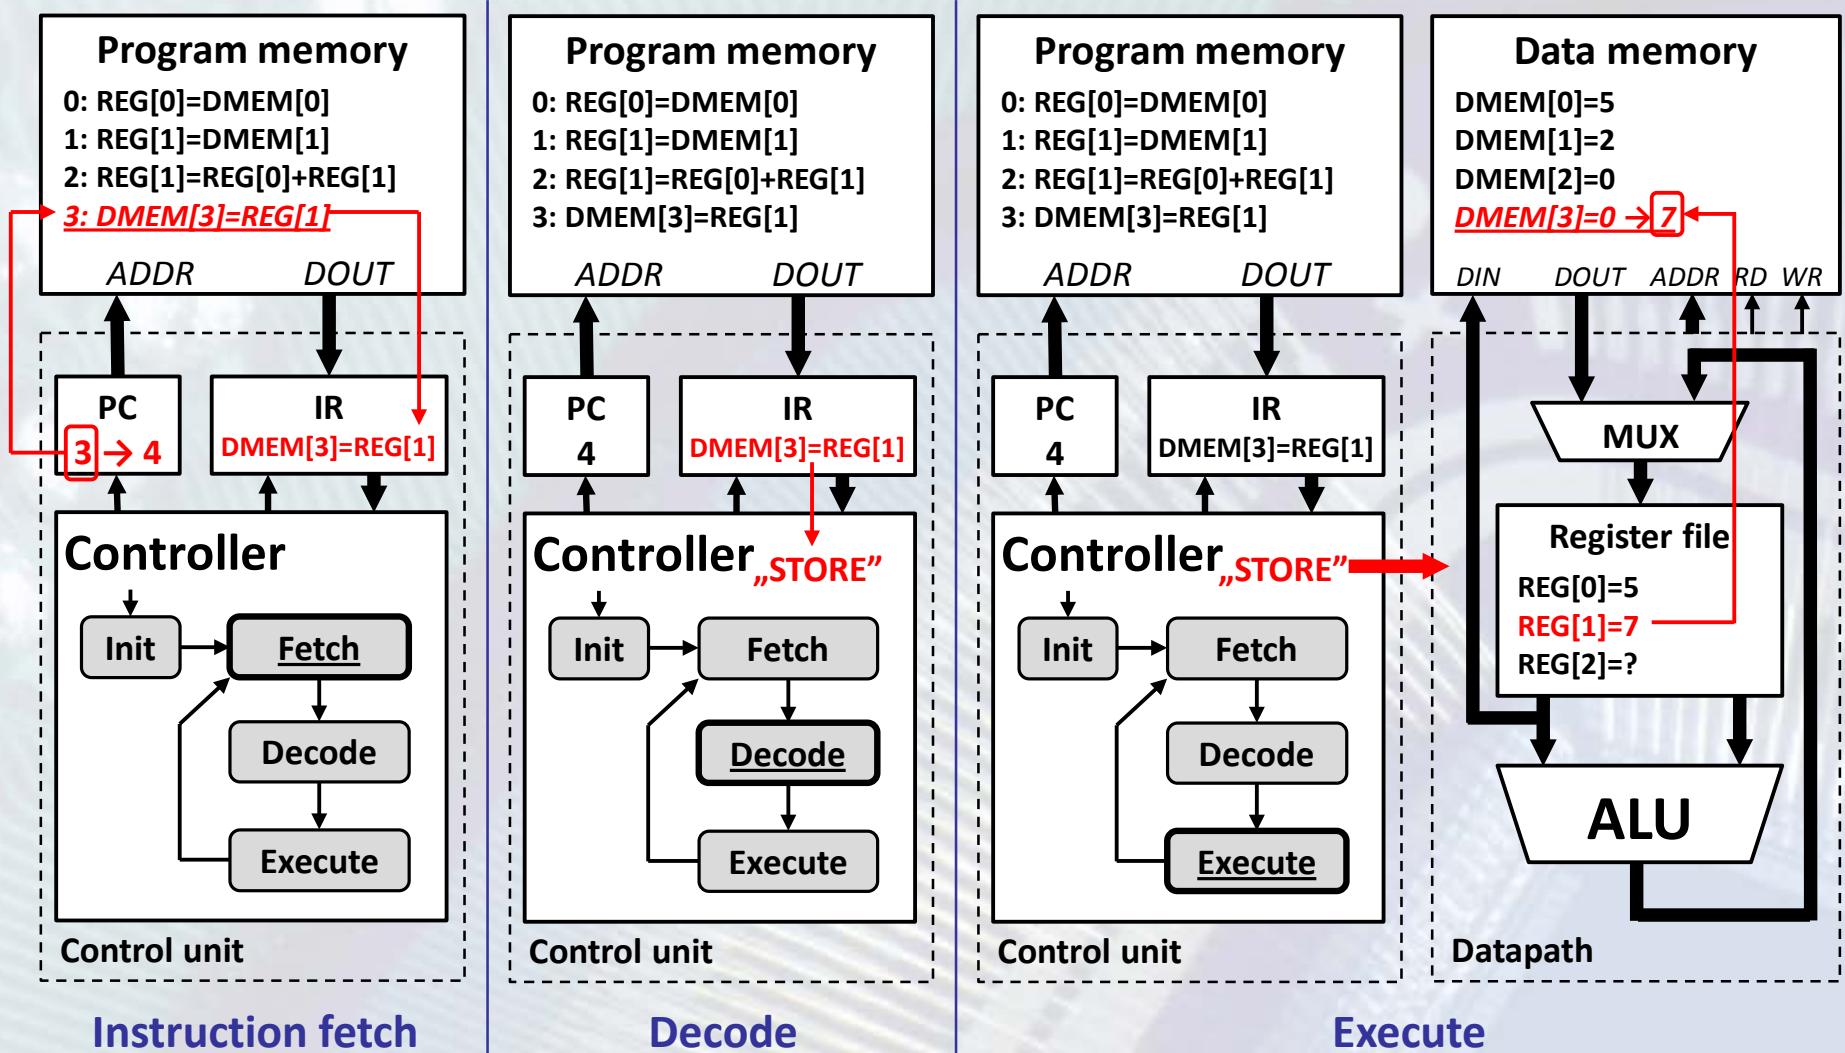 Program memory
0: REG[0]=DMEM[0]
1: REG[1]=DMEM[1]
2: REG[1]=REG[0]+REG[1]
3: DMEM[3]=REG[1]
ADDR DOUT
PC
3 → 4
IR
DMEM[3]=REG[1]
Controller
Init
Fetch
Decode
Execute
Control unit
Instruction fetch
Program memory
0: REG[0]=DMEM[0]
1: REG[1]=DMEM[1]
2: REG[1]=REG[0]+REG[1]
3: DMEM[3]=REG[1]
ADDR DOUT
PC
4
IR
DMEM[3]=REG[1]
Controller „STORE”
Init
Fetch
Decode
Execute
Control unit
Decode
Program memory
0: REG[0]=DMEM[0]
1: REG[1]=DMEM[1]
2: REG[1]=REG[0]+REG[1]
3: DMEM[3]=REG[1]
ADDR DOUT
PC
4
IR
DMEM[3]=REG[1]
Controller „STORE”
Init
Fetch
Decode
Execute
Control unit
Data memory
DMEM[0]=5
DMEM[1]=2
DMEM[2]=0
DMEM[3]=0 → 7
DIN DOUT ADDR RD WR
MUX
Register file
REG[0]=5
REG[1]=7
REG[2]=?
ALU
Datapath
Execute